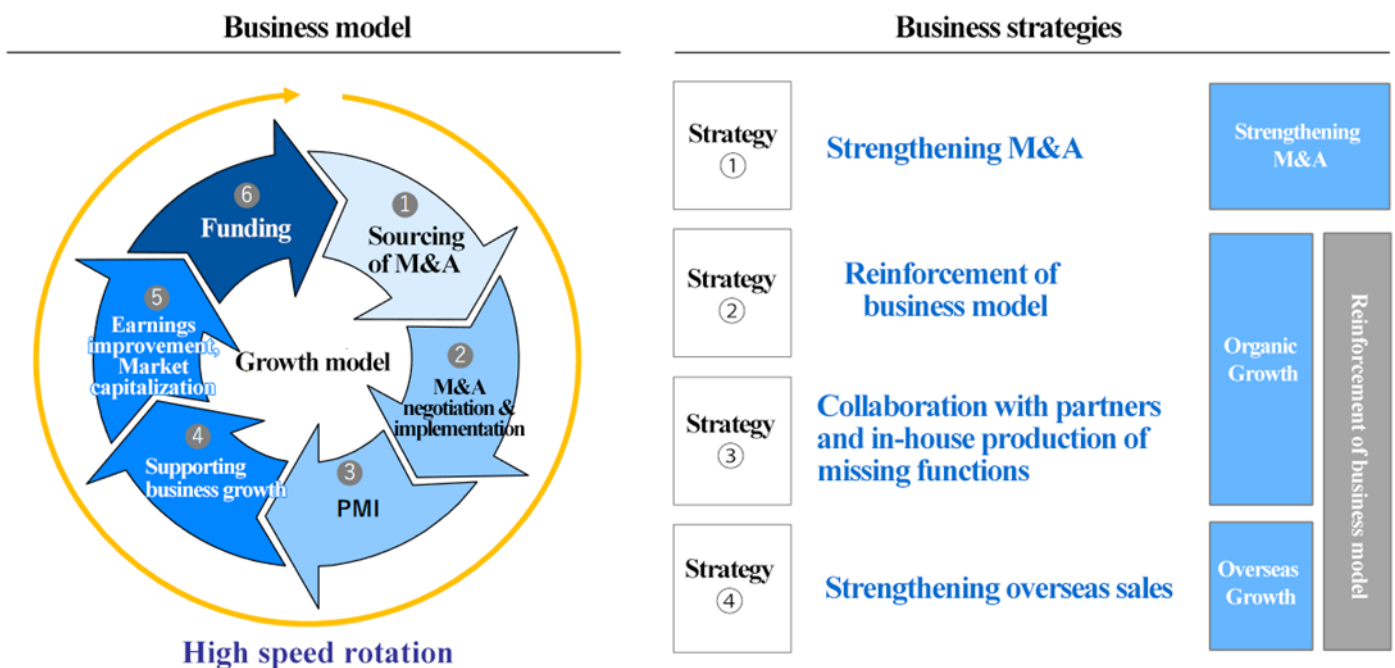 Business model
⑥
Funding
①
Sourcing
of M&A
⑤
Earnings
improvement,
Market
capitalization
Growth model
②
M&A
negotiation &
implementation
④
Supporting
business growth
③
PMI
High speed rotation
Business strategies
Strategy
①
Strengthening M&A
Strengthening
M&A
Strategy
②
Reinforcement of
business model
Strategy
③
Collaboration with partners
and in-house production of
missing functions
Organic
Growth
Strategy
④
Strengthening overseas sales
Overseas
Growth
Reinforcement of business model